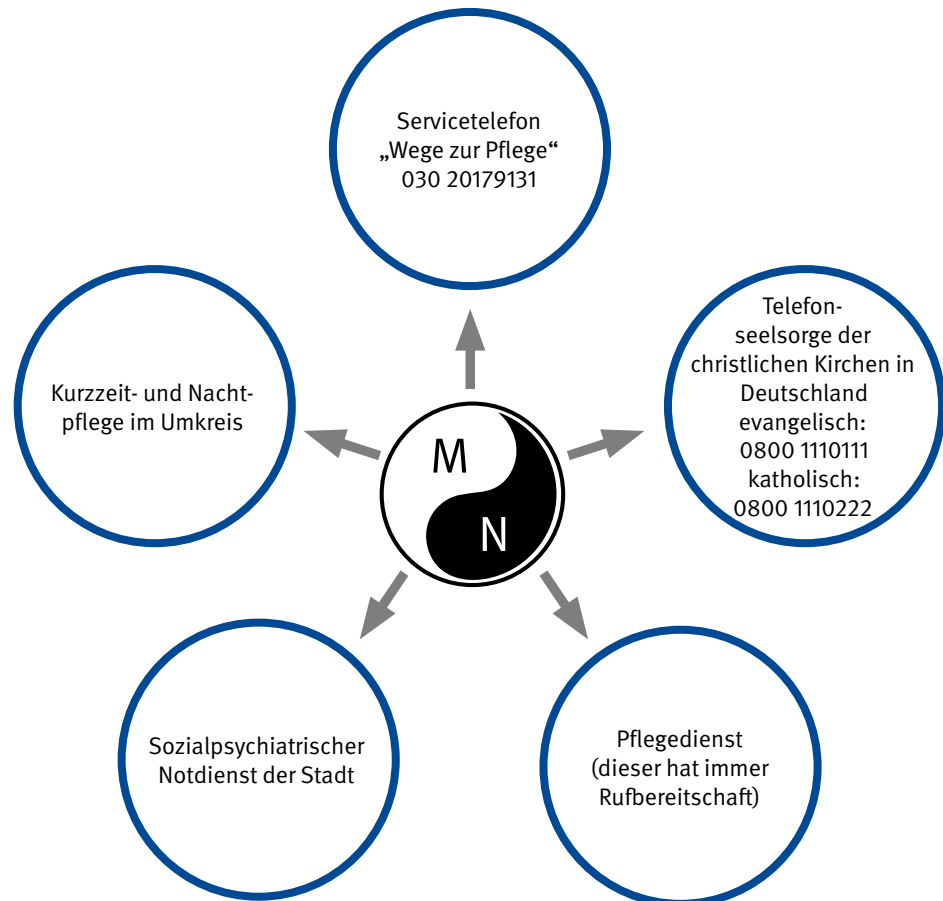 Servicetelefon
„Wege zur Pflege“
030 20179131
Telefon-
seelsorge der
christlichen Kirchen in
Deutschland
evangelisch:
0800 1110111
katholisch:
0800 1110222
Kurzzeit- und Nacht-
pflege im Umkreis
M
N
Sozialpsychiatrischer
Notdienst der Stadt
Pflegedienst
(dieser hat immer
Rufbereitschaft)